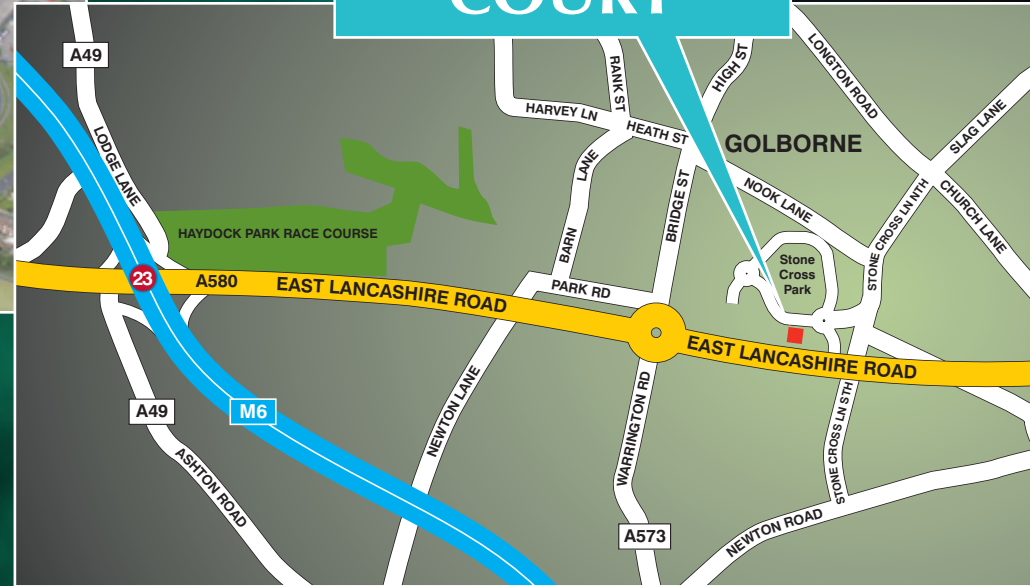 COURT
A49
LODGE LANE
RANK ST
HIGH ST
LONGTON ROAD
HARVEY LN
HEATH ST
GOLBORNE
SLAG LANE
LANE
BARN
BRIDGE ST
NOOK LANE
STONE CROSS LN NTH
CHURCH LANE
HAYDOCK PARK RACE COURSE
Stone
Cross
Park
23
A580
EAST LANCASHIRE ROAD
PARK RD
EAST LANCASHIRE ROAD
A49
M6
NEWTON LANE
WARRINGTON RD
STONE CROSS LN STH
ASHTON ROAD
A573
NEWTON ROAD